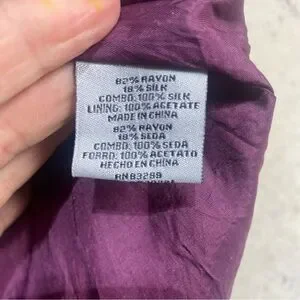 82% RAYON
18% SILK
COMBO: 100% SILK
LINING: 100% ACETATE
MADE IN CHINA
82% RAYON
18% SEDA
COMBO: 100% SEDA
FORRO: 100% ACETATO
HECHO EN CHINA
RN83289